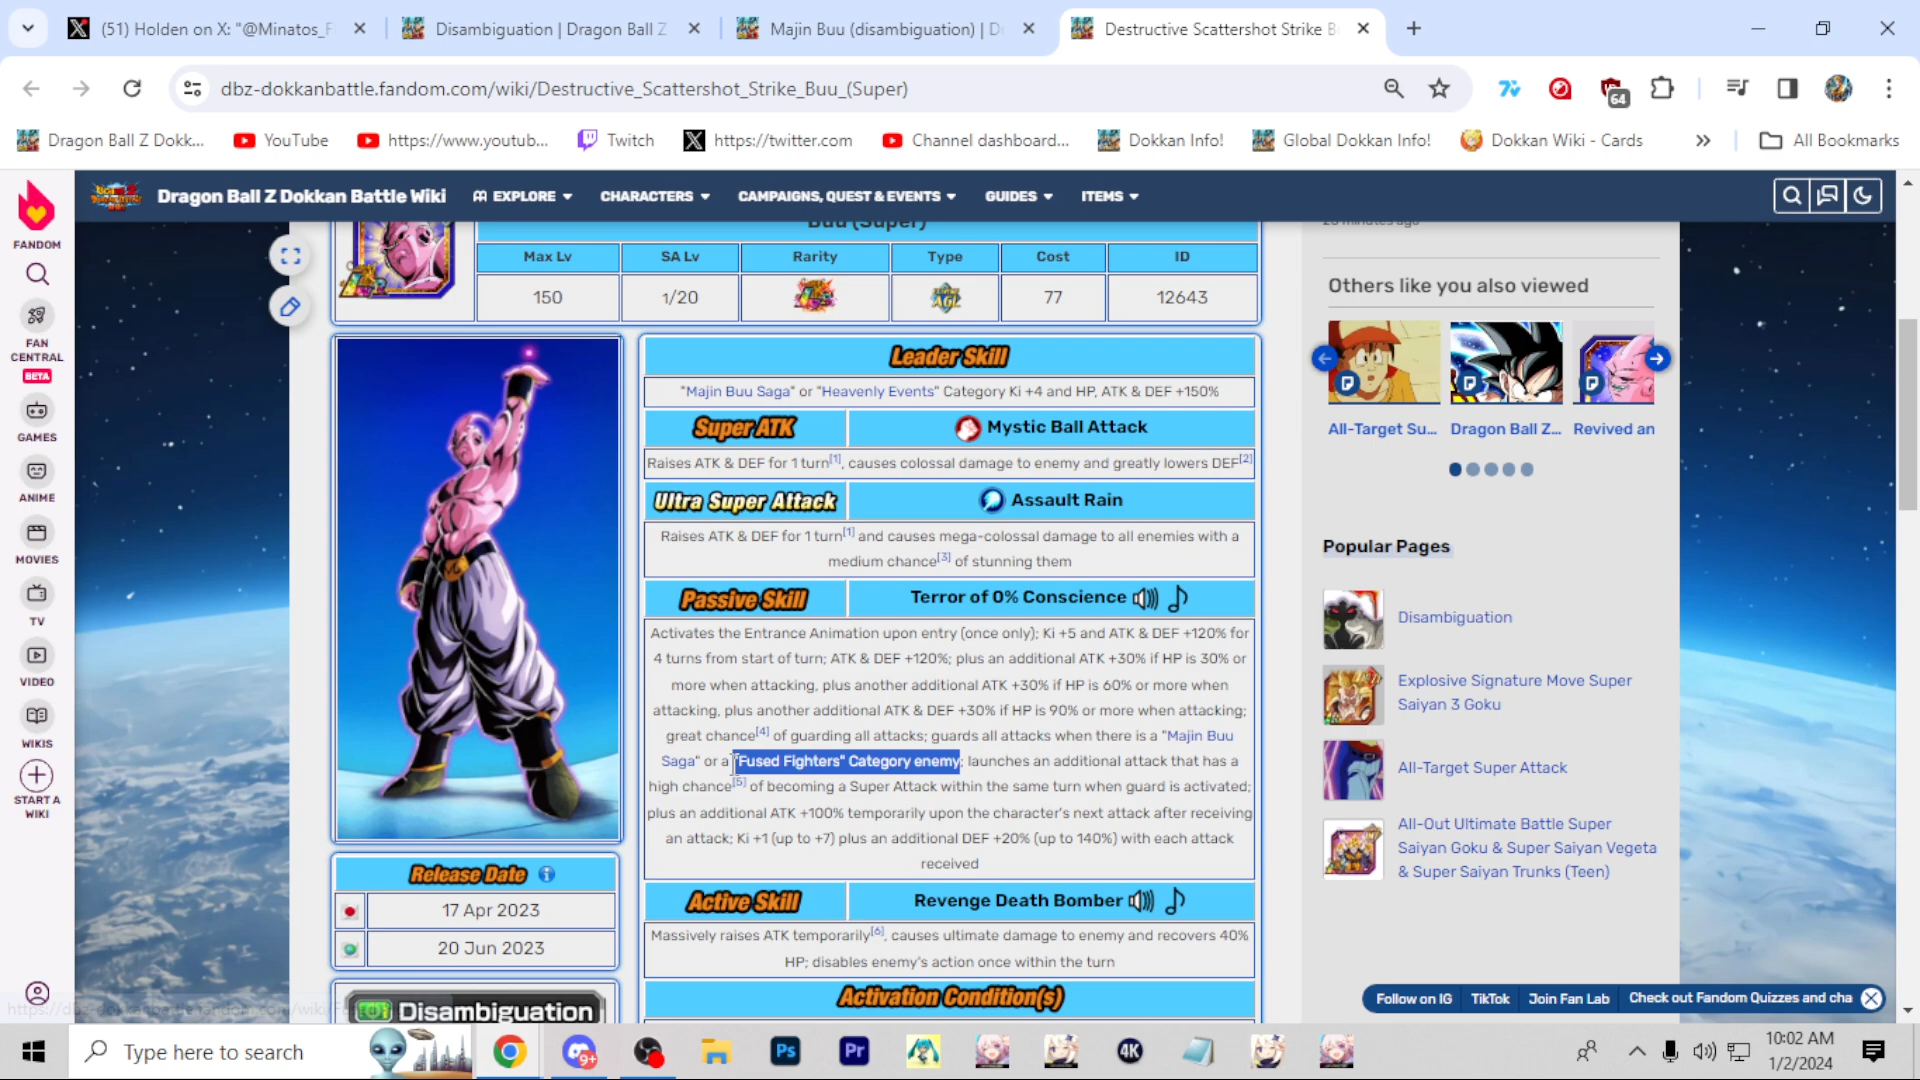 (51) Holden on X: "@Minatos_F
Disambiguation | Dragon Ball Z
Majin Buu (disambiguation) | D
Destructive Scattershot Strike B
dbz-dokkanbattle.fandom.com/wiki/Destructive_Scattershot_Strike_Buu_(Super)
64
Dragon Ball Z Dokk...
YouTube
https://www.youtub...
Twitch
https://twitter.com
Channel dashboard...
Dokkan Info!
Global Dokkan Info!
Dokkan Wiki - Cards
All Bookmarks
Dragon Ball Z Dokkan Battle Wiki
EXPLORE
CHARACTERS
CAMPAIGNS, QUEST & EVENTS
GUIDES
ITEMS
FANDOM
FAN
CENTRAL
BETA
GAMES
ANIME
MOVIES
TV
VIDEO
WIKIS
START A
WIKI
Buu (Super)
Max Lv
SA Lv
Rarity
Type
Cost
ID
150
1/20
AGL
77
12643
Leader Skill
"Majin Buu Saga" or "Heavenly Events" Category Ki +4 and HP, ATK & DEF +150%
Super ATK
Mystic Ball Attack
Raises ATK & DEF for 1 turn[1], causes colossal damage to enemy and greatly lowers DEF[2]
Ultra Super Attack
Assault Rain
Raises ATK & DEF for 1 turn[1] and causes mega-colossal damage to all enemies with a
medium chance[3] of stunning them
Passive Skill
Terror of 0% Conscience
Activates the Entrance Animation upon entry (once only); Ki +5 and ATK & DEF +120% for
4 turns from start of turn; ATK & DEF +120%; plus an additional ATK +30% if HP is 30% or
more when attacking, plus another additional ATK +30% if HP is 60% or more when
attacking, plus another additional ATK & DEF +30% if HP is 90% or more when attacking;
great chance[4] of guarding all attacks; guards all attacks when there is a "Majin Buu
Saga" or a "Fused Fighters" Category enemy; launches an additional attack that has a
high chance[5] of becoming a Super Attack within the same turn when guard is activated;
plus an additional ATK +100% temporarily upon the character's next attack after receiving
an attack; Ki +1 (up to +7) plus an additional DEF +20% (up to 140%) with each attack
received
Active Skill
Revenge Death Bomber
Massively raises ATK temporarily[6], causes ultimate damage to enemy and recovers 40%
HP; disables enemy's action once within the turn
Activation Condition(s)
Release Date
17 Apr 2023
20 Jun 2023
Disambiguation
Others like you also viewed
All-Target Su...
Dragon Ball Z...
Revived an
Popular Pages
Disambiguation
Explosive Signature Move Super
Saiyan 3 Goku
All-Target Super Attack
All-Out Ultimate Battle Super
Saiyan Goku & Super Saiyan Vegeta
& Super Saiyan Trunks (Teen)
Follow on IG
TikTok
Join Fan Lab
Check out Fandom Quizzes and cha
Type here to search
9+
Ps
Pr
4K
10:02 AM
1/2/2024